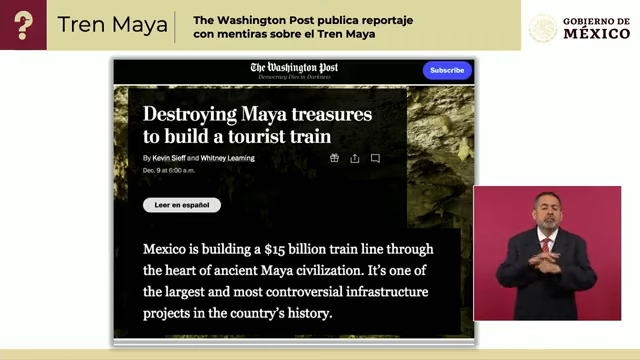 ?
Tren Maya
The Washington Post publica reportaje
con mentiras sobre el Tren Maya
GOBIERNO DE
MÉXICO
The Washington Post
Democracy Dies in Darkness
Subscribe
Destroying Maya treasures
to build a tourist train
By Kevin Sieff and Whitney Leaming
Dec. 9 at 6:00 a.m.
Leer en español
Mexico is building a $15 billion train line through
the heart of ancient Maya civilization. It's one of
the largest and most controversial infrastructure
projects in the country's history.